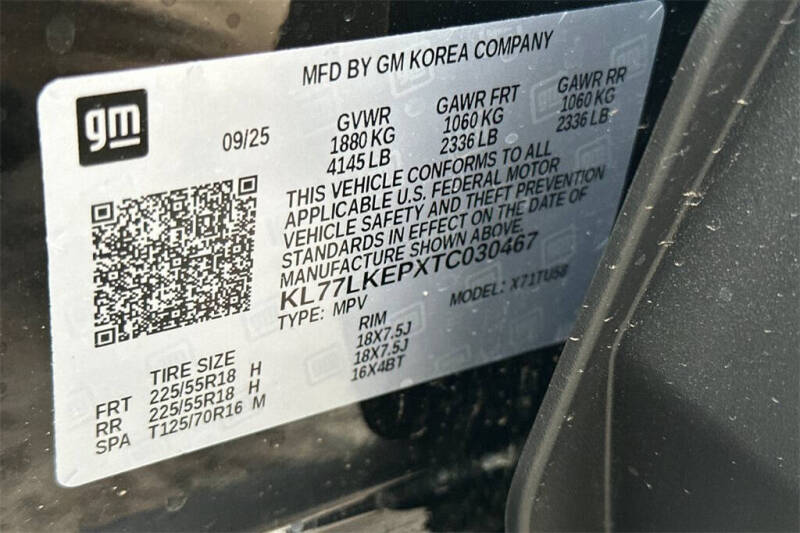 MFD BY GM KOREA COMPANY
gm
09/25
GVWR
1880 KG
4145 LB
GAWR FRT
1060 KG
2336 LB
GAWR RR
1060 KG
2336 LB
THIS VEHICLE CONFORMS TO ALL
APPLICABLE U.S. FEDERAL MOTOR
VEHICLE SAFETY AND THEFT PREVENTION
STANDARDS IN EFFECT ON THE DATE OF
MANUFACTURE SHOWN ABOVE.
KL77LKEPXTC030467
TYPE: MPV
MODEL: X71TU58
TIRE SIZE RIM
FRT 225/55R18 H 18X7.5J
RR 225/55R18 H 18X7.5J
SPA T125/70R16 M 16X4BT